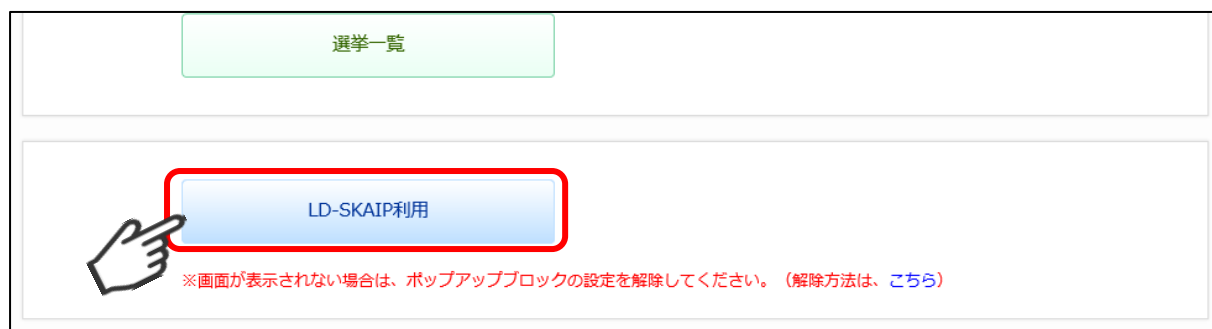 選挙一覧
LD-SKAIP利用
※画面が表示されない場合は、ポップアップブロックの設定を解除してください。（解除方法は、こちら）